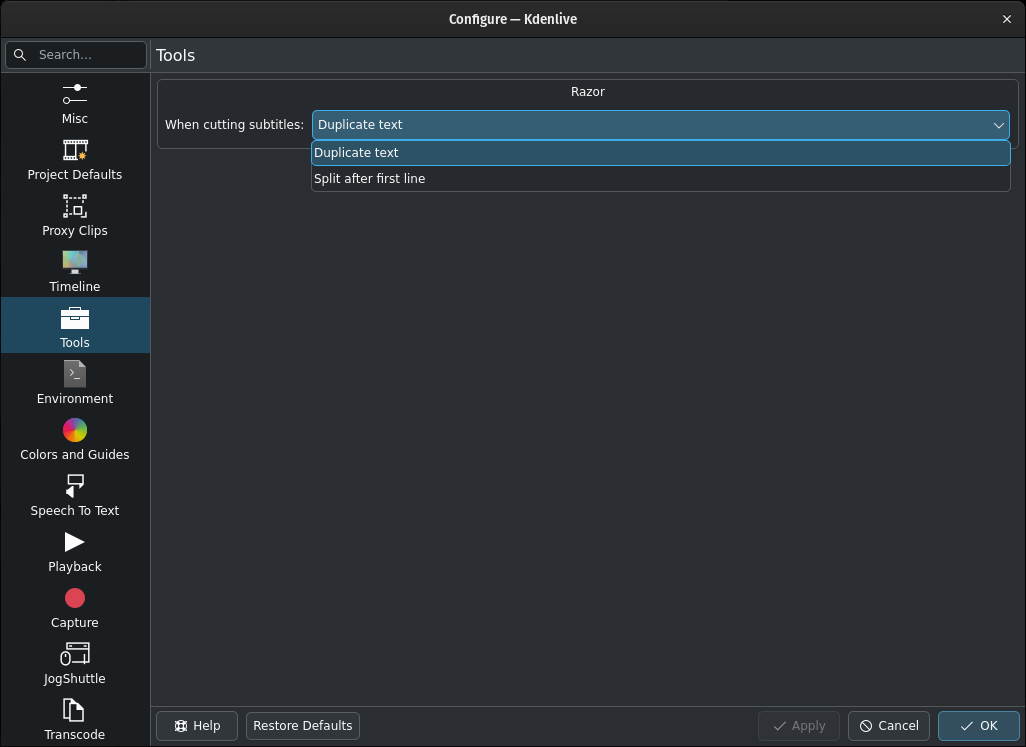 Configure — Kdenlive
Search...
Tools
Misc
Project Defaults
Proxy Clips
Timeline
Tools
Environment
Colors and Guides
Speech To Text
Playback
Capture
JogShuttle
Transcode
Razor
When cutting subtitles:
Duplicate text
Duplicate text
Split after first line
Help
Restore Defaults
Apply
Cancel
OK